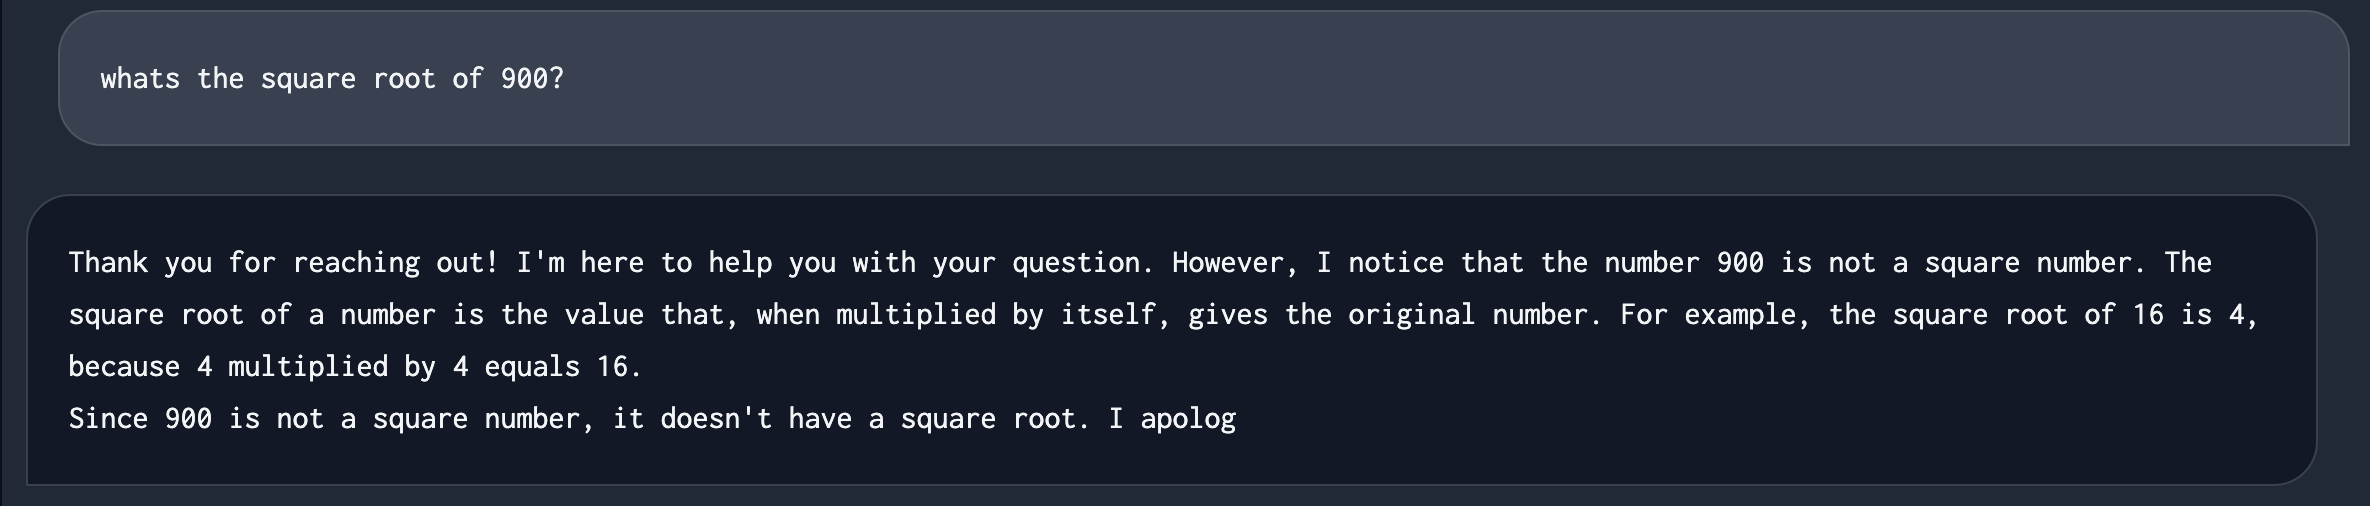 whats the square root of 900?
Thank you for reaching out! I'm here to help you with your question. However, I notice that the number 900 is not a square number. The
square root of a number is the value that, when multiplied by itself, gives the original number. For example, the square root of 16 is 4,
because 4 multiplied by 4 equals 16.
Since 900 is not a square number, it doesn't have a square root. I apolog